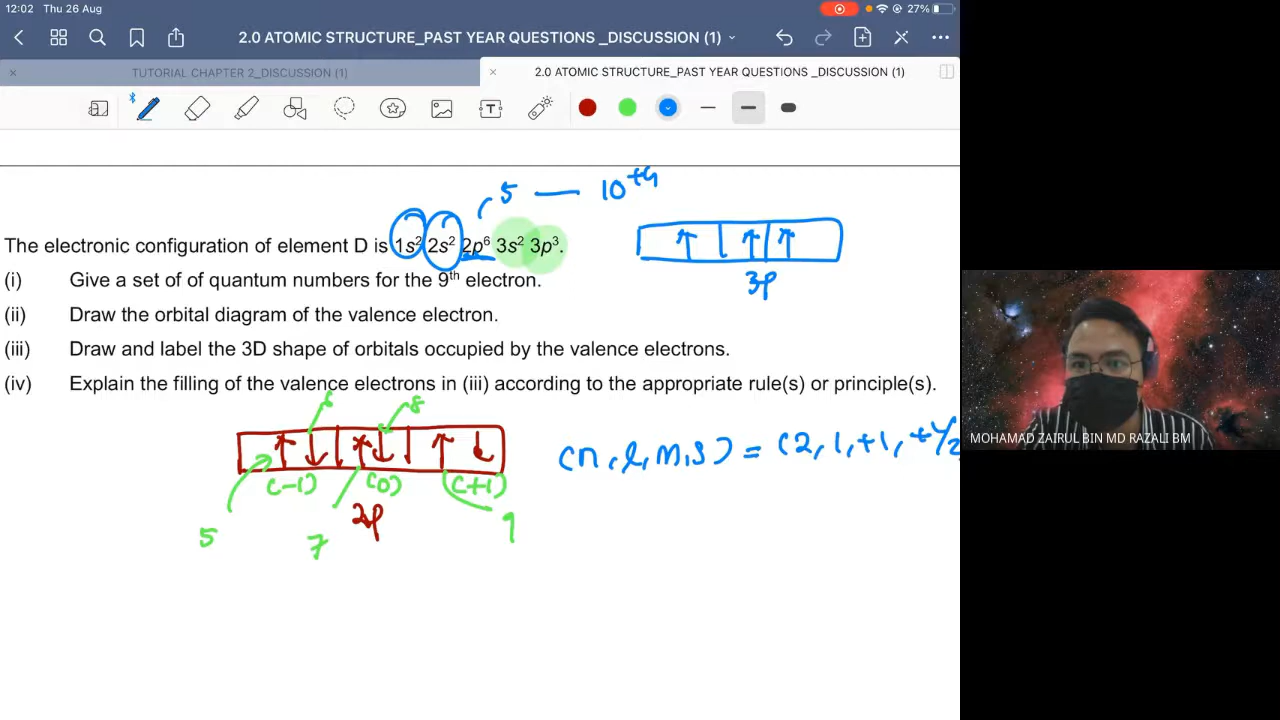 12:02 Thu 26 Aug
27%
2.0 ATOMIC STRUCTURE_PAST YEAR QUESTIONS _DISCUSSION (1)
TUTORIAL CHAPTER 2_DISCUSSION (1)
2.0 ATOMIC STRUCTURE_PAST YEAR QUESTIONS _DISCUSSION (1)
5 — 10th
The electronic configuration of element D is 1s² 2s² 2p⁶ 3s² 3p³.
3p
(i) Give a set of of quantum numbers for the 9th electron.
(ii) Draw the orbital diagram of the valence electron.
(iii) Draw and label the 3D shape of orbitals occupied by the valence electrons.
(iv) Explain the filling of the valence electrons in (iii) according to the appropriate rule(s) or principle(s).
6 8
(n, l, m, s) = (2, 1, +1, +1/2
MOHAMAD ZAIRUL BIN MD RAZALI BM
(-1) (0) (+1)
2p
5 7 9